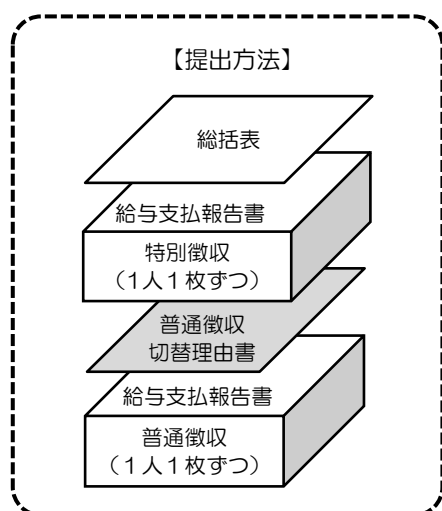 【提出方法】
総括表
給与支払報告書
特別徴収
（１人１枚ずつ）
普通徴収
切替理由書
給与支払報告書
普通徴収
（１人１枚ずつ）